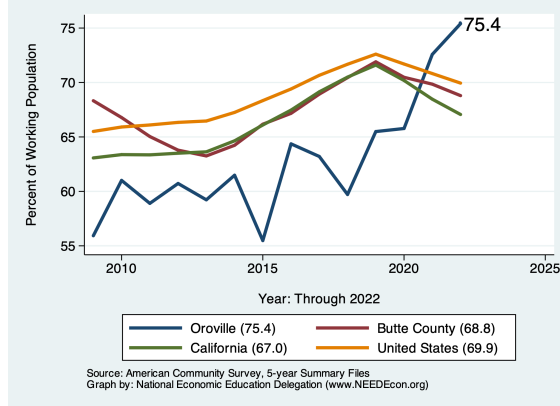 75.4
75
70
65
60
55
Percent of Working Population
2010
2015
2020
2025
Year: Through 2022
Oroville (75.4)
Butte County (68.8)
California (67.0)
United States (69.9)
Source: American Community Survey, 5-year Summary Files
Graph by: National Economic Education Delegation (www.NEEDEcon.org)